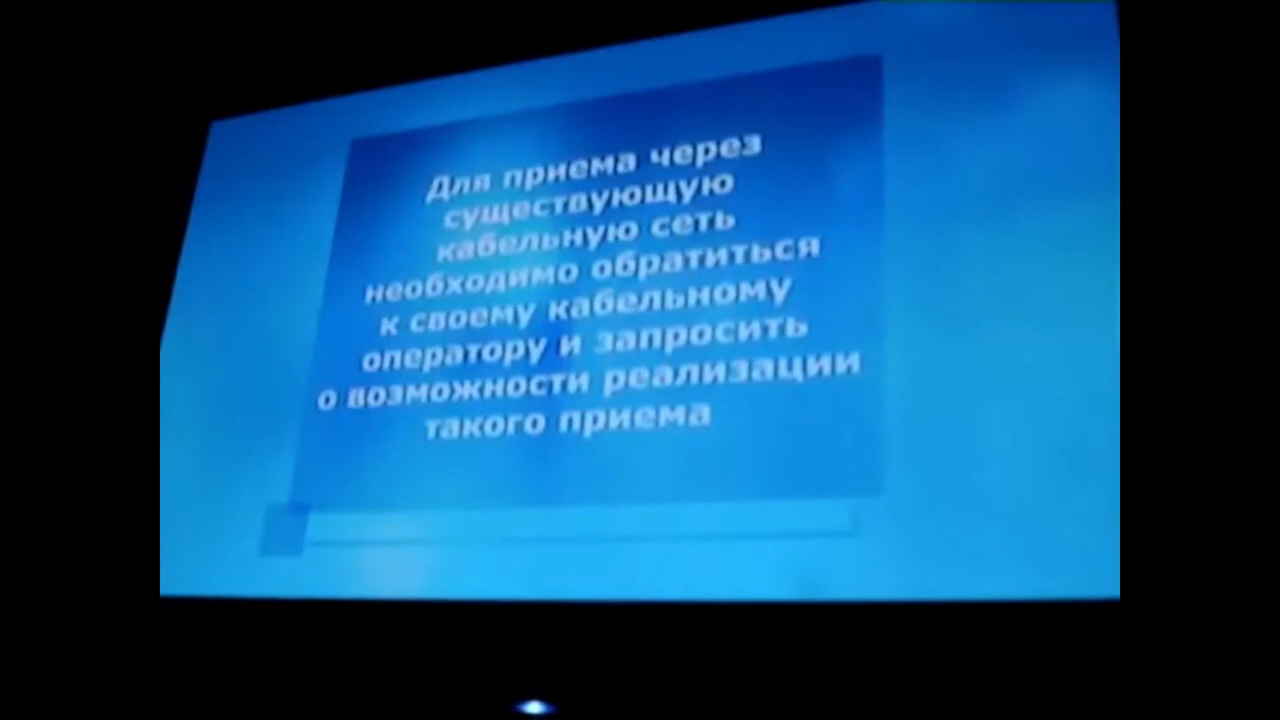 Для приема через
существующую
кабельную сеть
необходимо обратиться
к своему кабельному
оператору и запросить
о возможности реализации
такого приема